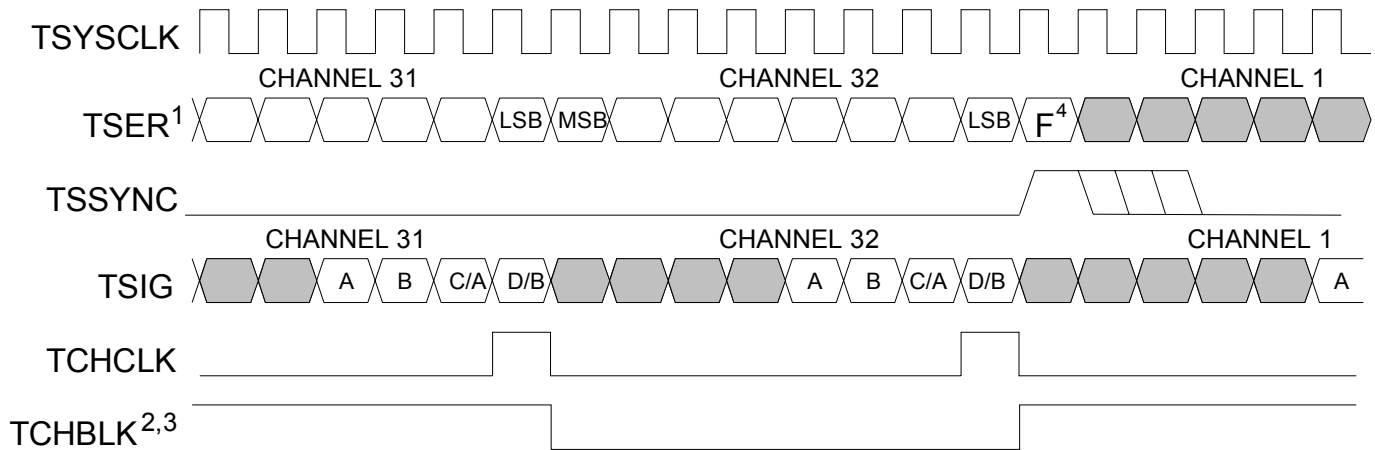 TSYSCLK
CHANNEL 31 CHANNEL 32 CHANNEL 1
TSER¹ LSB MSB LSB F⁴
TSSYNC
CHANNEL 31 CHANNEL 32 CHANNEL 1
TSIG A B C/A D/B A B C/A D/B A
TCHCLK
TCHBLK²,³